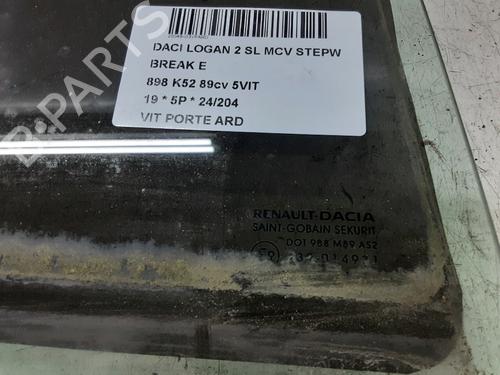 DACI LOGAN 2 SL MCV STEPW
BREAK E
898 K52 89cv 5VIT
19 * 5P * 24/204
VIT PORTE ARD
RENAULT-DACIA
SAINT-GOBAIN SEKURIT
DOT 988 M89 AS2
B-PARTS